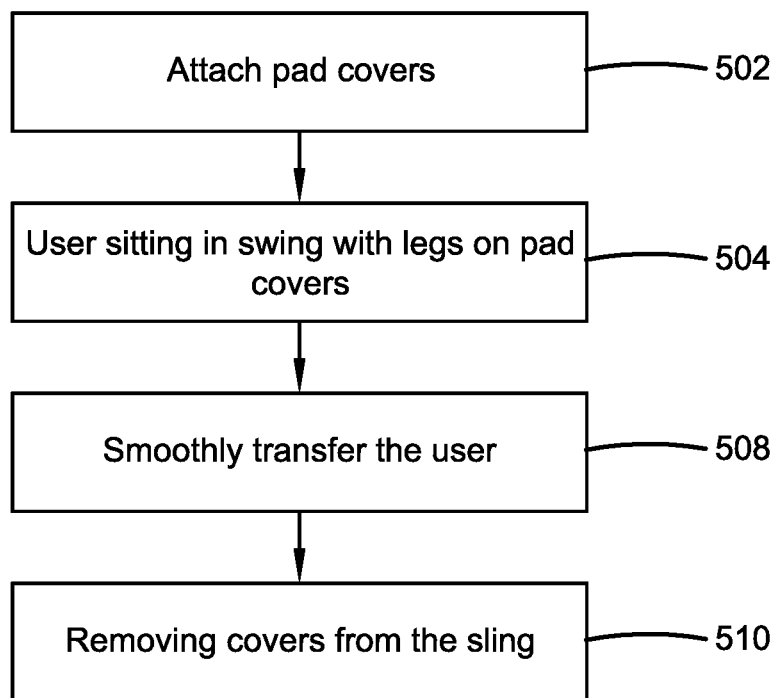 Attach pad covers
502
User sitting in swing with legs on pad
covers
504
Smoothly transfer the user
508
Removing covers from the sling
510